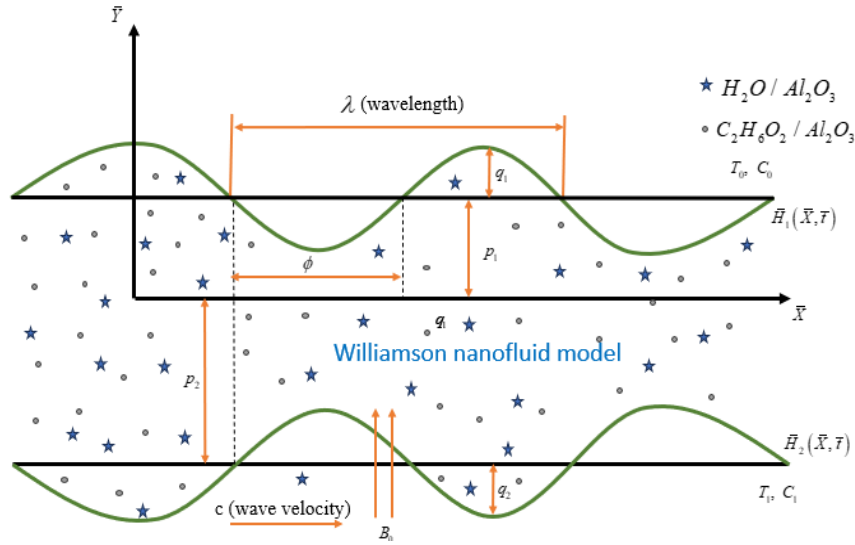 Ȳ
λ (wavelength)
H₂O / Al₂O₃
C₂H₆O₂ / Al₂O₃
T₀, C₀
q₁
H̄₁(X̄,τ̄)
p₁
ϕ
X̄
q₁
Williamson nanofluid model
p₂
H̄₂(X̄,τ̄)
q₂
T₁, C₁
c (wave velocity)
B₀